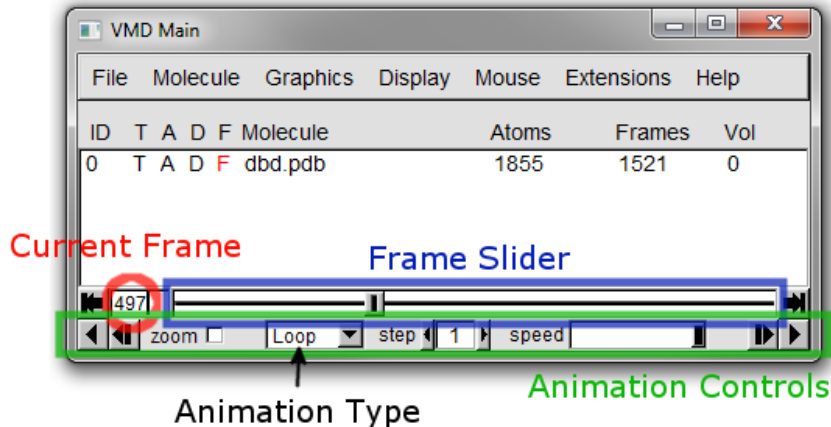 VMD Main
File Molecule Graphics Display Mouse Extensions Help
ID T A D F Molecule Atoms Frames Vol
0 T A D F dbd.pdb 1855 1521 0
Current Frame
Frame Slider
497
zoom Loop step 1 speed
Animation Controls
Animation Type